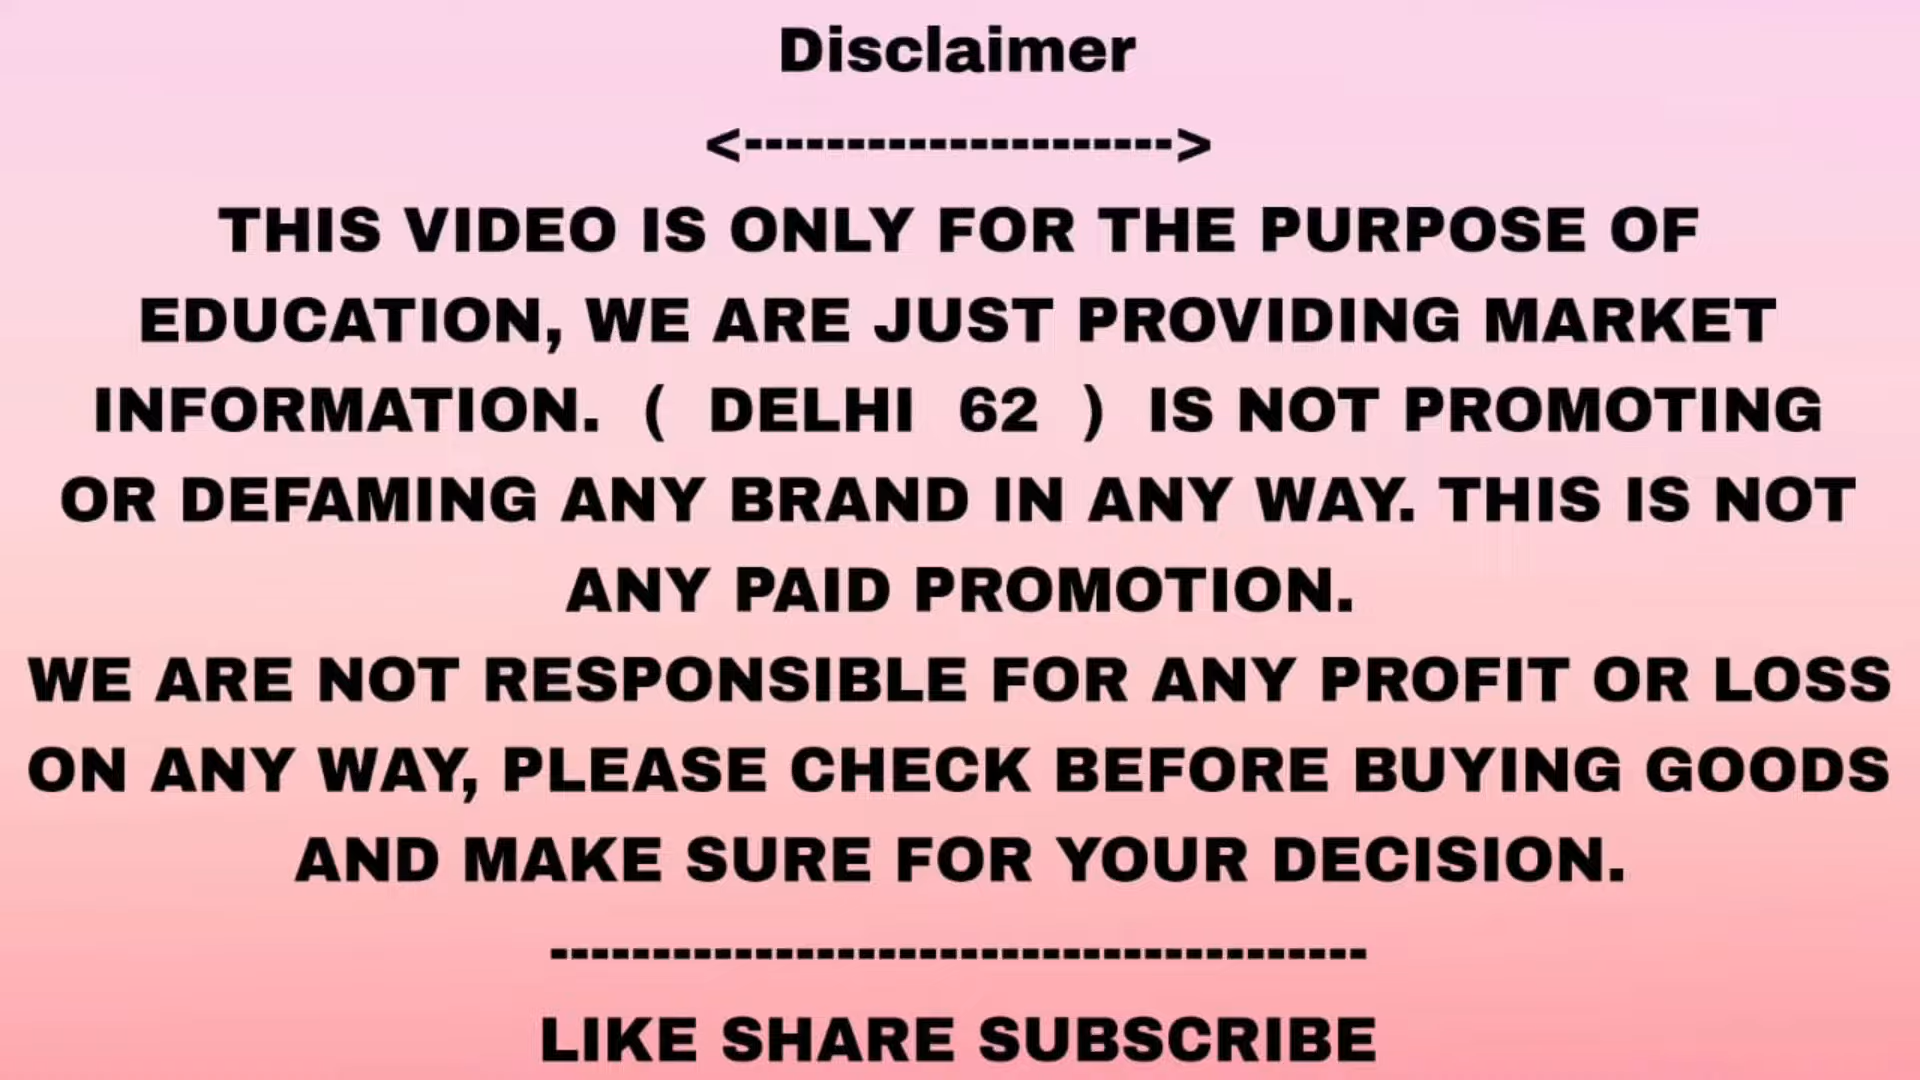 Disclaimer
<--------------------->
THIS VIDEO IS ONLY FOR THE PURPOSE OF
EDUCATION, WE ARE JUST PROVIDING MARKET
INFORMATION. ( DELHI 62 ) IS NOT PROMOTING
OR DEFAMING ANY BRAND IN ANY WAY. THIS IS NOT
ANY PAID PROMOTION.
WE ARE NOT RESPONSIBLE FOR ANY PROFIT OR LOSS
ON ANY WAY, PLEASE CHECK BEFORE BUYING GOODS
AND MAKE SURE FOR YOUR DECISION.
----------------------------------------
LIKE SHARE SUBSCRIBE